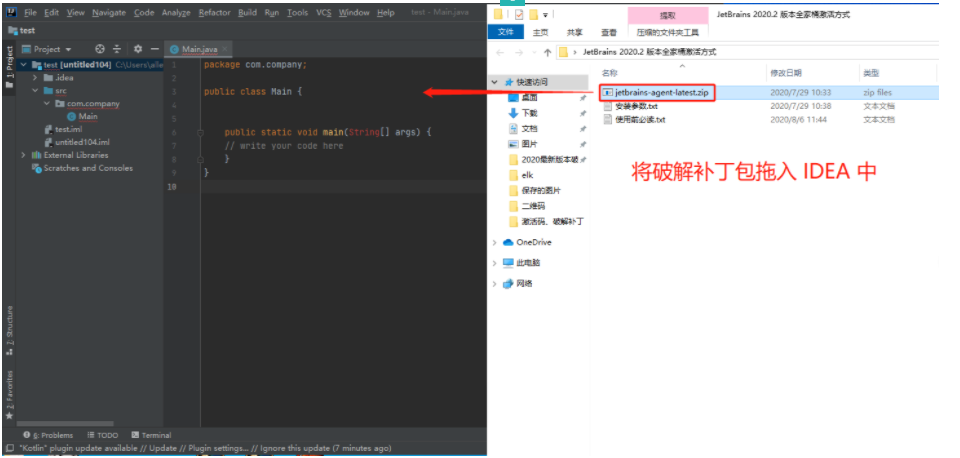 File Edit View Navigate Code Analyze Refactor Build Run Tools VCS Window Help test - Main.java
test
Project
Main.java
1: Project
test [untitled104] C:\Users\alle
.idea
src
com.company
Main
test.iml
untitled104.iml
External Libraries
Scratches and Consoles
1 package com.company;
2
3 public class Main {
4
5
6 public static void main(String[] args) {
7 // write your code here
8 }
9 }
10
7: Structure
2: Favorites
6: Problems TODO Terminal
"Kotlin" plugin update available // Update // Plugin settings... // Ignore this update (7 minutes ago)
提取 JetBrains 2020.2 版本全家桶激活方式
文件 主页 共享 查看 压缩的文件夹工具
JetBrains 2020.2 版本全家桶激活方式
名称 修改日期 类型
快速访问
桌面
下载
文档
图片
2020最新版本破
elk
保存的图片
二维码
激活码、破解补丁
OneDrive
此电脑
网络
jetbrains-agent-latest.zip 2020/7/29 10:33 zip files
安装参数.txt 2020/7/29 10:38 文本文档
使用前必读.txt 2020/8/6 11:44 文本文档
将破解补丁包拖入 IDEA 中